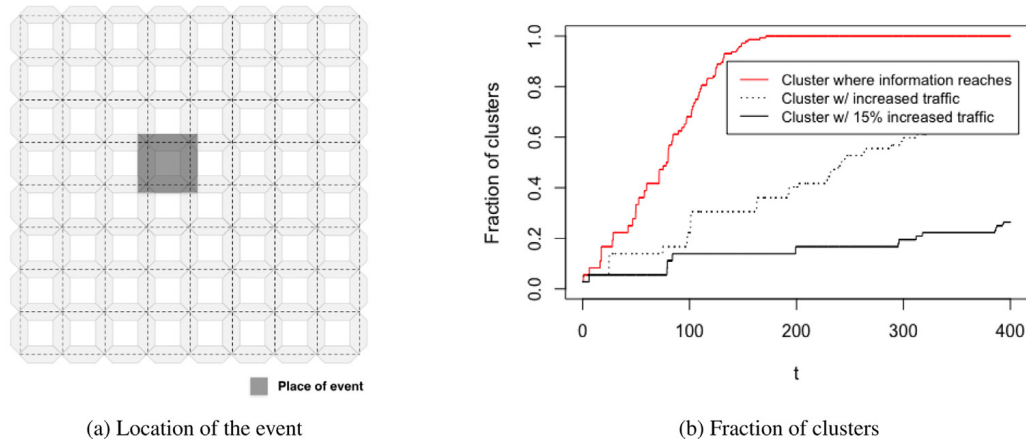 Place of event
(a) Location of the event
Fraction of clusters
1.0
0.8
0.6
0.4
0.2
0.0
Cluster where information reaches
Cluster w/ increased traffic
Cluster w/ 15% increased traffic
0
100
200
300
400
t
(b) Fraction of clusters